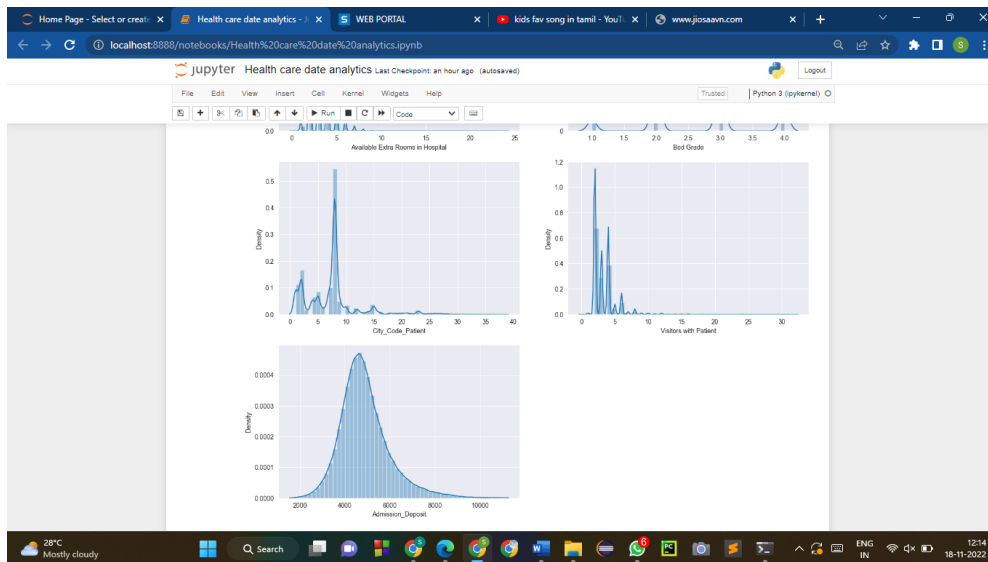 Home Page - Select or create
Health care date analytics - J
WEB PORTAL
kids fav song in tamil - YouTu
www.jiosaavn.com
localhost:8888/notebooks/Health%20care%20date%20analytics.ipynb
S
jupyter Health care date analytics Last Checkpoint: an hour ago (autosaved)
Logout
File Edit View Insert Cell Kernel Widgets Help
Trusted
Python 3 (ipykernel)
Run
Code
0.0
0 5 10 15 20 25
Available Extra Rooms in Hospital
0
1.0 1.5 2.0 2.5 3.0 3.5 4.0
Bed Grade
0.5
0.4
0.3
0.2
0.1
0.0
Density
0 5 10 15 20 25 30 35 40
City_Code_Patient
1.2
1.0
0.8
0.6
0.4
0.2
0.0
Density
0 5 10 15 20 25 30
Visitors with Patient
0.0004
0.0003
0.0002
0.0001
0.0000
Density
2000 4000 6000 8000 10000
Admission_Deposit
28°C
Mostly cloudy
Search
6
PC
ENG
IN
12:14
18-11-2022